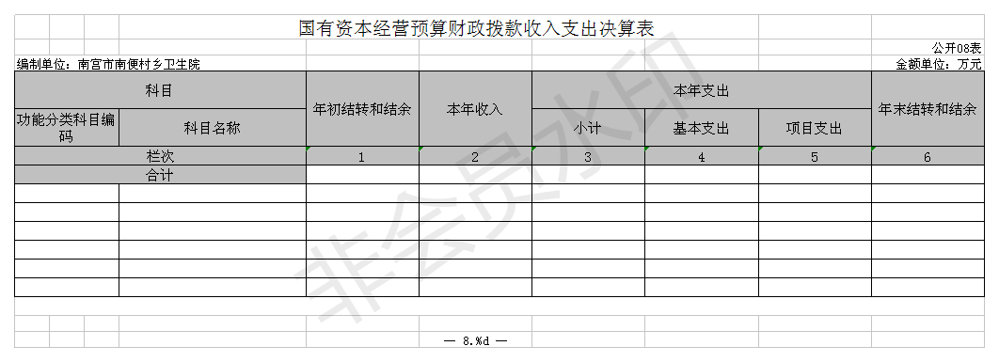 国有资本经营预算财政拨款收入支出决算表
公开08表
编制单位：南宫市南便村乡卫生院 金额单位：万元
科目 年初结转和结余 本年收入 本年支出 年末结转和结余
功能分类科目编码 科目名称 小计 基本支出 项目支出
栏次 1 2 3 4 5 6
合计
— 8.%d —
非会员水印